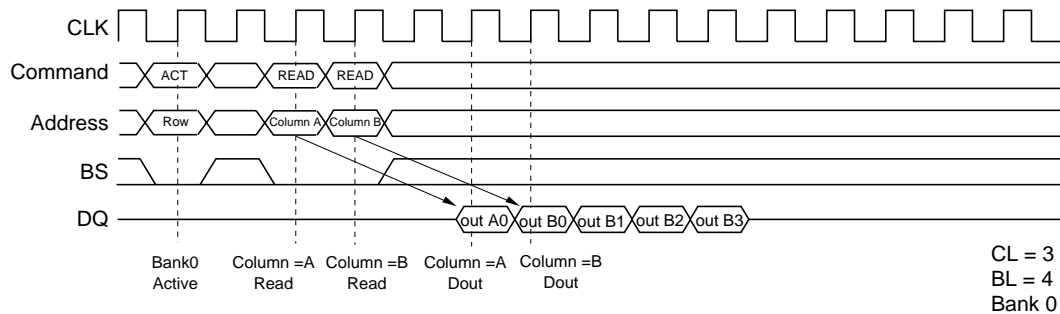 CLK
Command ACT READ READ
Address Row Column A Column B
BS
DQ out A0 out B0 out B1 out B2 out B3
Bank0 Column =A Column =B Column =A Column =B
Active Read Read Dout Dout
CL = 3
BL = 4
Bank 0